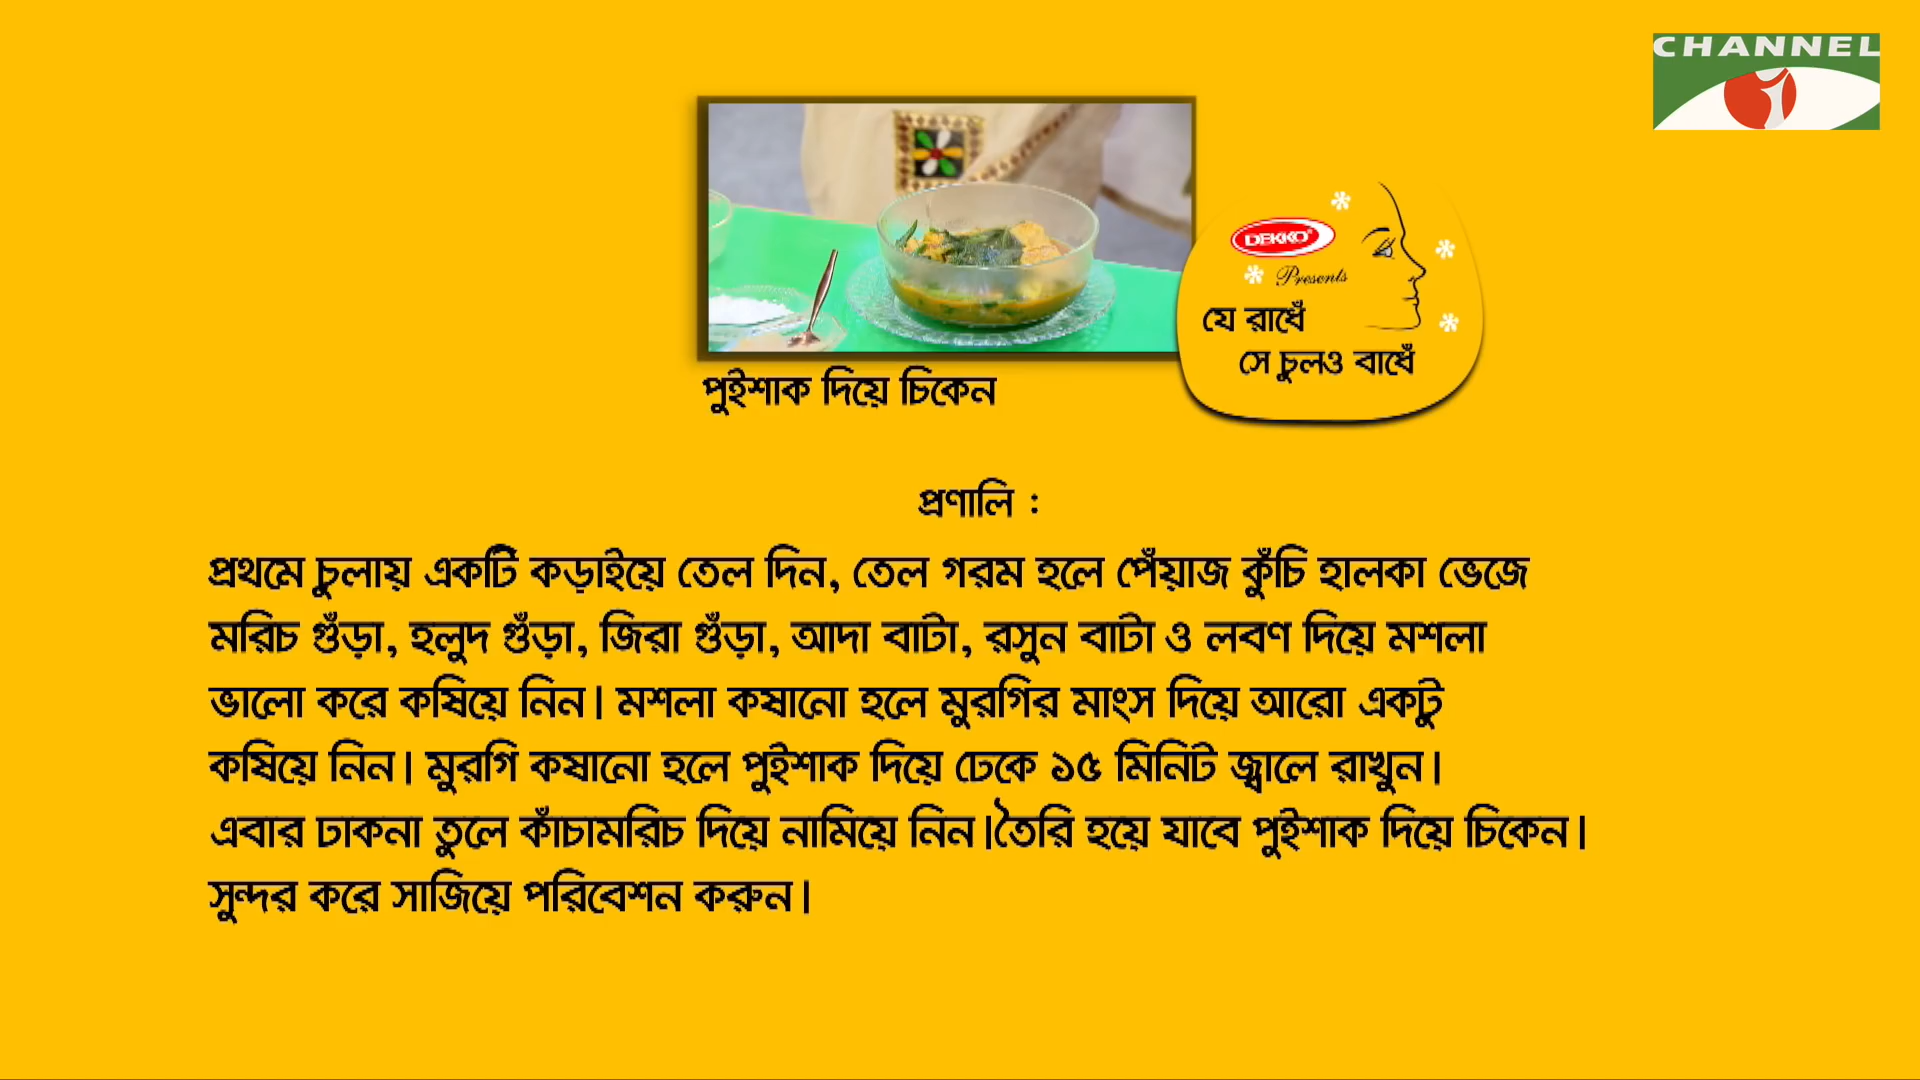 CHANNEL
DEKKO
Presents
যে রাধেঁ
সে চুলও বাধেঁ
পুইশাক দিয়ে চিকেন
প্রণালি :
প্রথমে চুলায় একটি কড়াইয়ে তেল দিন, তেল গরম হলে পেঁয়াজ কুঁচি হালকা ভেজে
মরিচ গুঁড়া, হলুদ গুঁড়া, জিরা গুঁড়া, আদা বাটা, রসুন বাটা ও লবণ দিয়ে মশলা
ভালো করে কষিয়ে নিন। মশলা কষানো হলে মুরগির মাংস দিয়ে আরো একটু
কষিয়ে নিন। মুরগি কষানো হলে পুইশাক দিয়ে ঢেকে ১৫ মিনিট জ্বালে রাখুন।
এবার ঢাকনা তুলে কাঁচামরিচ দিয়ে নামিয়ে নিন।তৈরি হয়ে যাবে পুইশাক দিয়ে চিকেন।
সুন্দর করে সাজিয়ে পরিবেশন করুন।